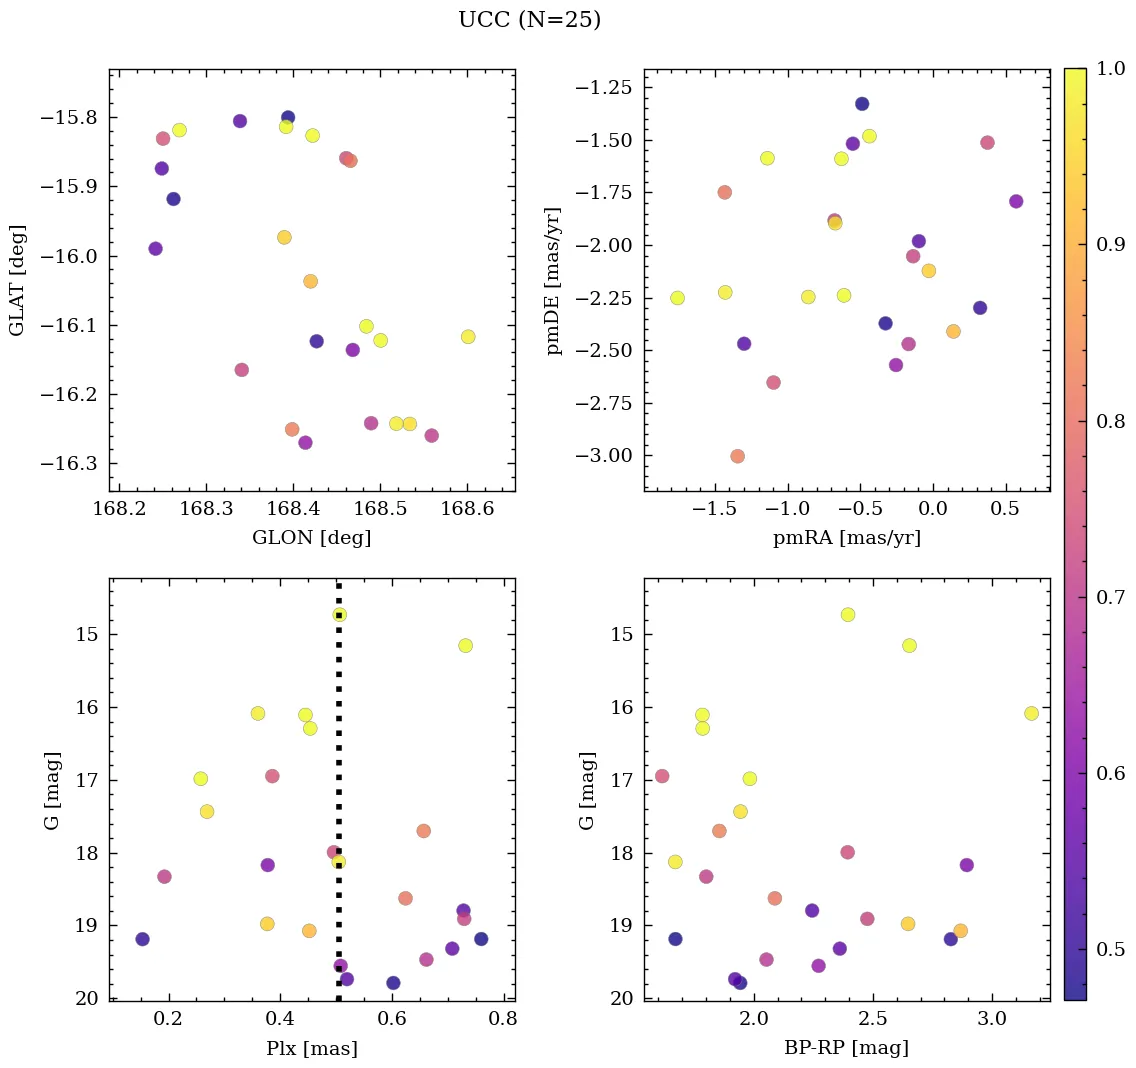 UCC (N=25)
−15.8
−15.9
−16.0
−16.1
−16.2
−16.3
GLAT [deg]
168.2 168.3 168.4 168.5 168.6
GLON [deg]
−1.25
−1.50
−1.75
−2.00
−2.25
−2.50
−2.75
−3.00
pmDE [mas/yr]
−1.5 −1.0 −0.5 0.0 0.5
pmRA [mas/yr]
1.0
0.9
0.8
0.7
0.6
0.5
15
16
17
18
19
20
G [mag]
0.2 0.4 0.6 0.8
Plx [mas]
15
16
17
18
19
20
G [mag]
2.0 2.5 3.0
BP-RP [mag]